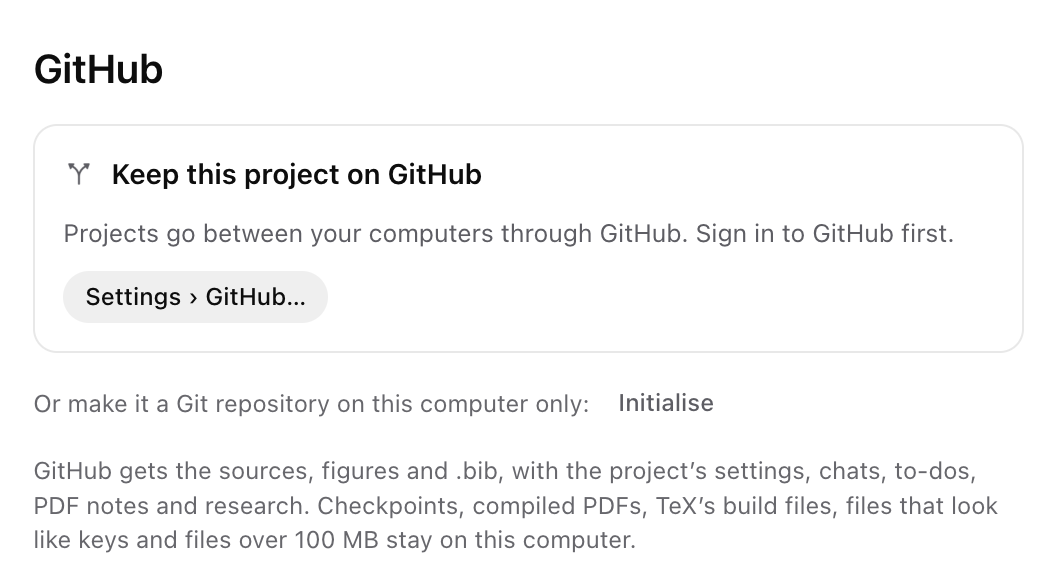 GitHub
Keep this project on GitHub
Projects go between your computers through GitHub. Sign in to GitHub first.
Settings › GitHub...
Or make it a Git repository on this computer only: Initialise
GitHub gets the sources, figures and .bib, with the project’s settings, chats, to-dos,
PDF notes and research. Checkpoints, compiled PDFs, TeX’s build files, files that look
like keys and files over 100 MB stay on this computer.